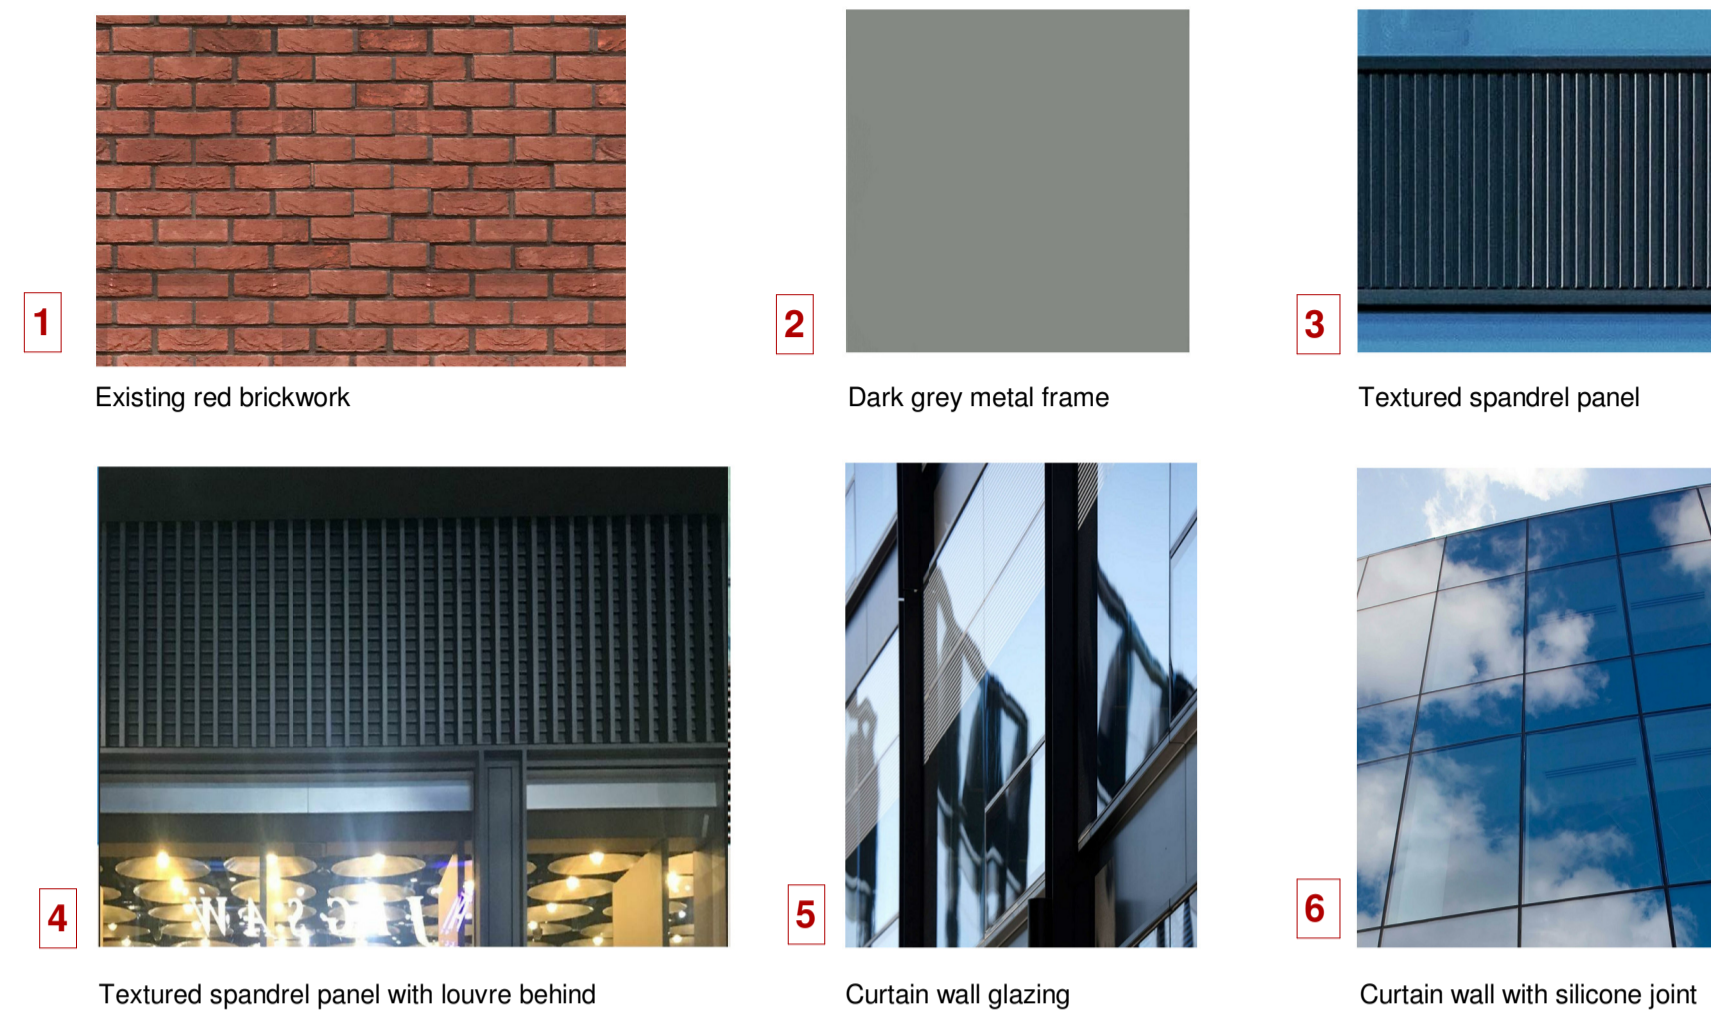 1
Existing red brickwork
2
Dark grey metal frame
3
Textured spandrel panel
4
JIGSAW
Textured spandrel panel with louvre behind
5
Curtain wall glazing
6
Curtain wall with silicone joint